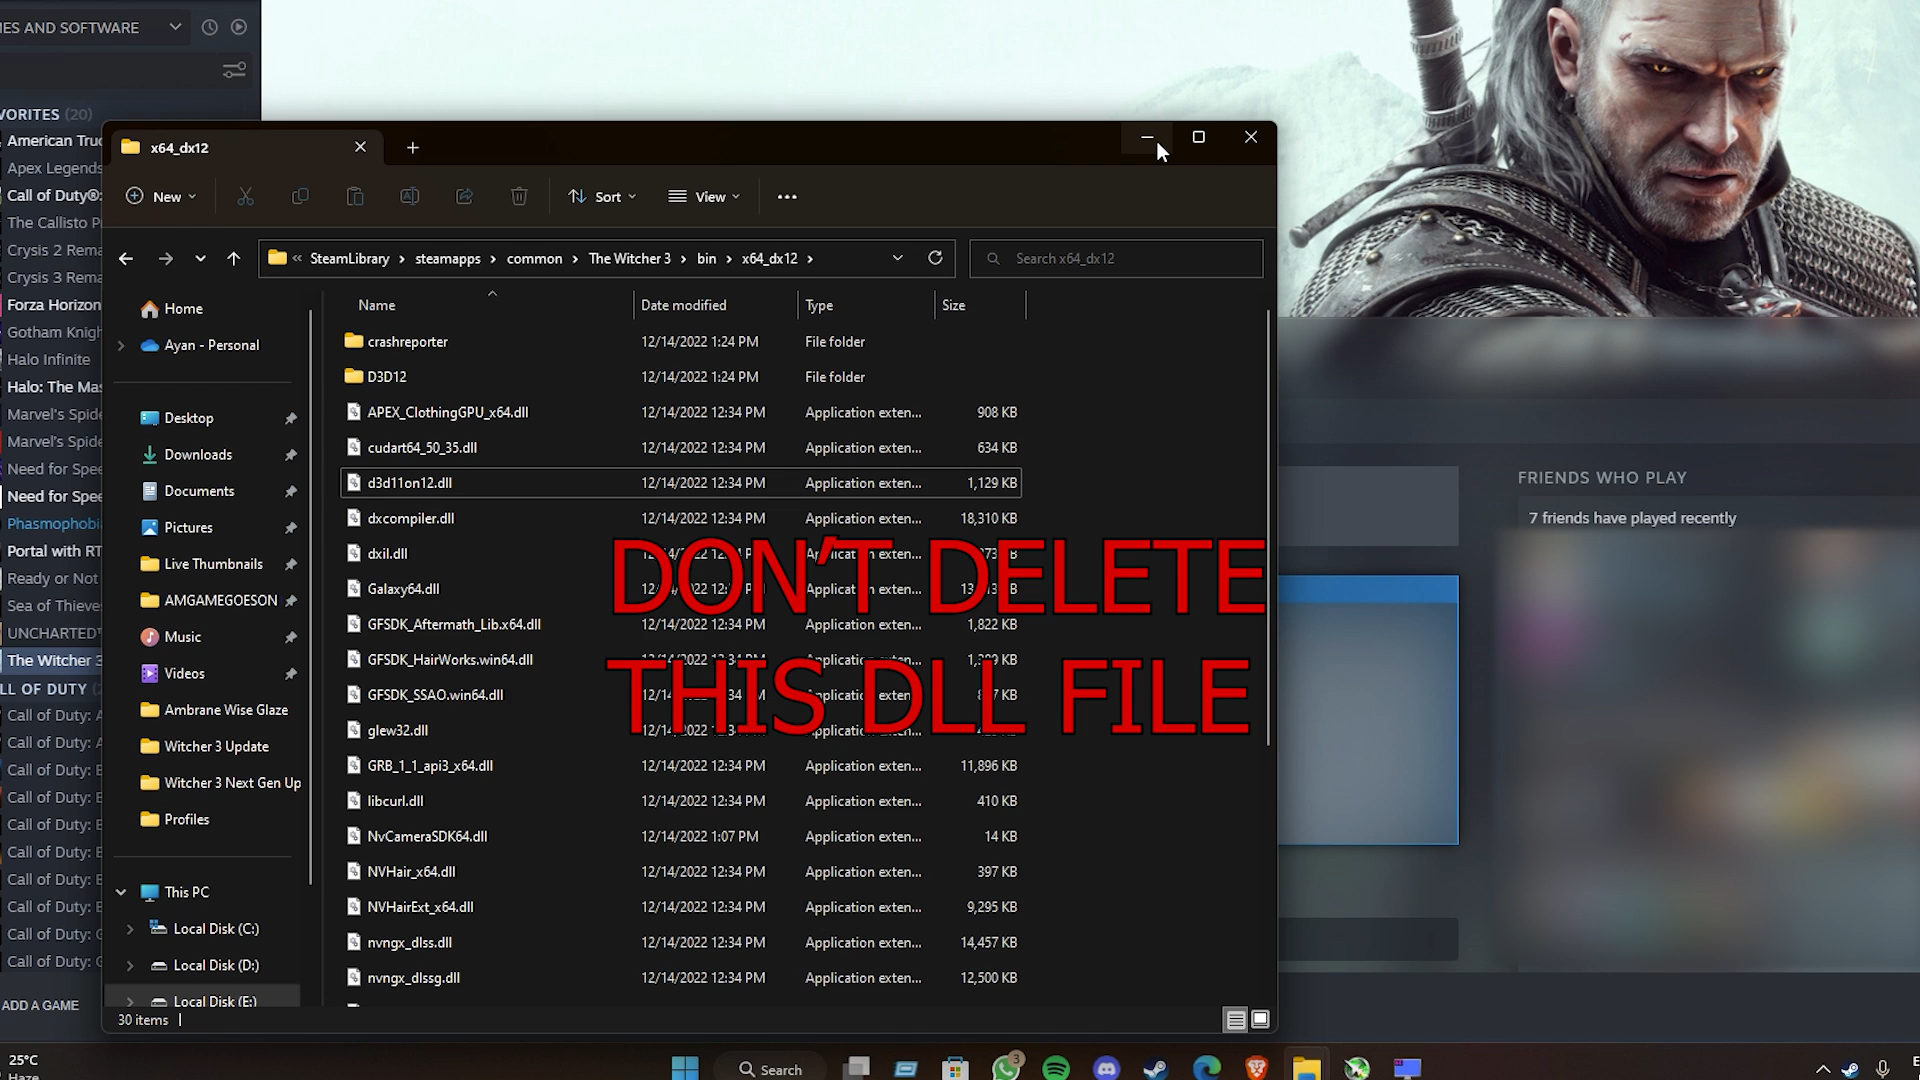 ES AND SOFTWARE
VORITES (20)
American Truc
Apex Legends
Call of Duty®:
The Callisto P
Crysis 2 Rema
Crysis 3 Rema
Forza Horizon
Gotham Knigh
Halo Infinite
Halo: The Mas
Marvel's Spide
Marvel's Spide
Need for Spee
Need for Spee
Phasmophobi
Portal with RT
Ready or Not
Sea of Thieve
UNCHARTED
The Witcher 3
LL OF DUTY (
Call of Duty: A
Call of Duty: A
Call of Duty: E
Call of Duty: E
Call of Duty: E
Call of Duty: E
Call of Duty: E
Call of Duty: E
Call of Duty: G
Call of Duty: G
ADD A GAME
x64_dx12
New
Sort
View
SteamLibrary > steamapps > common > The Witcher 3 > bin > x64_dx12 >
Search x64_dx12
Home
Ayan - Personal
Desktop
Downloads
Documents
Pictures
Live Thumbnails
AMGAMEGOESON
Music
Videos
Ambrane Wise Glaze
Witcher 3 Update
Witcher 3 Next Gen Up
Profiles
This PC
Local Disk (C:)
Local Disk (D:)
Local Disk (E:)
Name Date modified Type Size
crashreporter 12/14/2022 1:24 PM File folder
D3D12 12/14/2022 1:24 PM File folder
APEX_ClothingGPU_x64.dll 12/14/2022 12:34 PM Application exten... 908 KB
cudart64_50_35.dll 12/14/2022 12:34 PM Application exten... 634 KB
d3d11on12.dll 12/14/2022 12:34 PM Application exten... 1,129 KB
dxcompiler.dll 12/14/2022 12:34 PM Application exten... 18,310 KB
dxil.dll
Galaxy64.dll
GFSDK_Aftermath_Lib.x64.dll 12/14/2022 12:34 PM Application exten... 1,822 KB
GFSDK_HairWorks.win64.dll
GFSDK_SSAO.win64.dll
glew32.dll
GRB_1_1_api3_x64.dll 12/14/2022 12:34 PM Application exten... 11,896 KB
libcurl.dll 12/14/2022 12:34 PM Application exten... 410 KB
NvCameraSDK64.dll 12/14/2022 1:07 PM Application exten... 14 KB
NVHair_x64.dll 12/14/2022 12:34 PM Application exten... 397 KB
NVHairExt_x64.dll 12/14/2022 12:34 PM Application exten... 9,295 KB
nvngx_dlss.dll 12/14/2022 12:34 PM Application exten... 14,457 KB
nvngx_dlssg.dll 12/14/2022 12:34 PM Application exten... 12,500 KB
30 items
DON'T DELETE
THIS DLL FILE
FRIENDS WHO PLAY
7 friends have played recently
25°C
Haze
Search
3